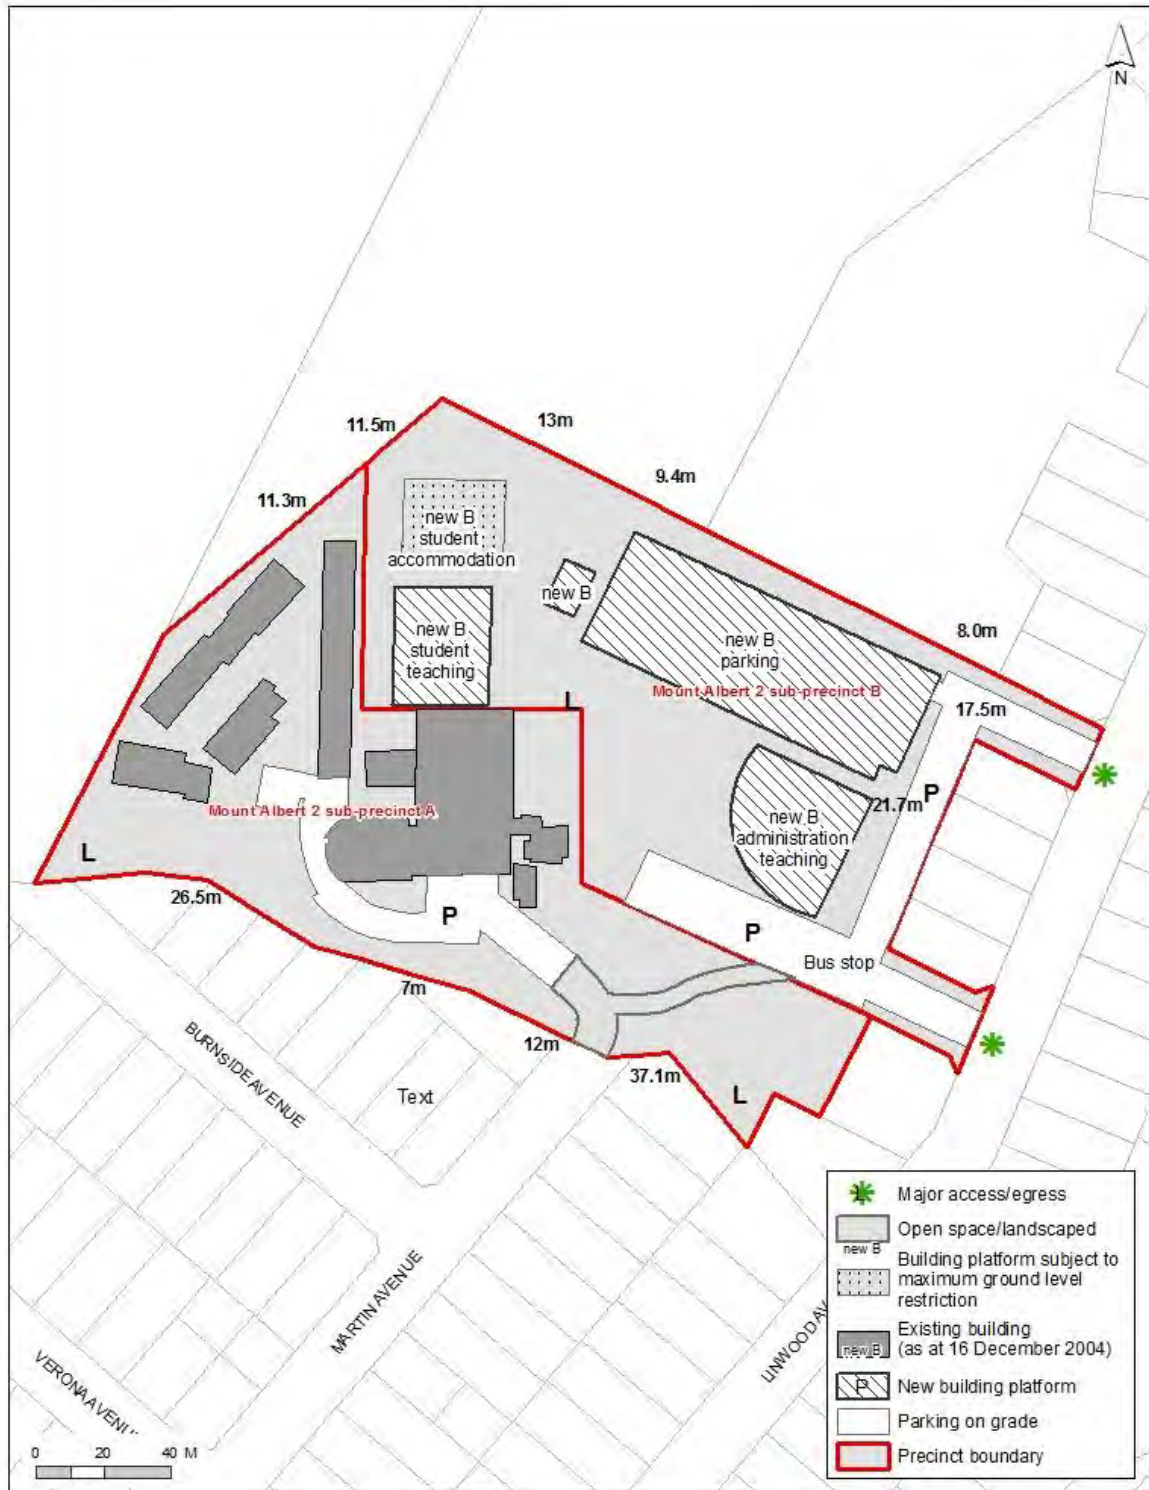 N
11.5m
13m
9.4m
11.3m
new B
student
accommodation
new B
new B
student
teaching
new B
parking
8.0m
Mount Albert 2 sub-precinct B
L
17.5m
P
21.7m
new B
administration
teaching
Mount Albert 2 sub-precinct A
L
26.5m
P
P
Bus stop
7m
12m
37.1m
L
BURNSIDE AVENUE
Text
MARTIN AVENUE
LINWOOD AV
VERONA AVENU
0 20 40 M
Major access/egress
Open space/landscaped
new B
Building platform subject to
maximum ground level
restriction
Existing building
new B
(as at 16 December 2004)
P
New building platform
Parking on grade
Precinct boundary